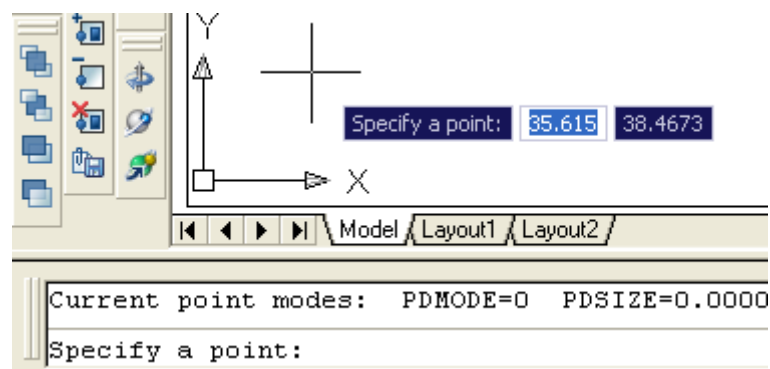 Y
Specify a point: 35.615 38.4673
X
Model Layout1 Layout2
Current point modes: PDMODE=0 PDSIZE=0.0000
Specify a point: